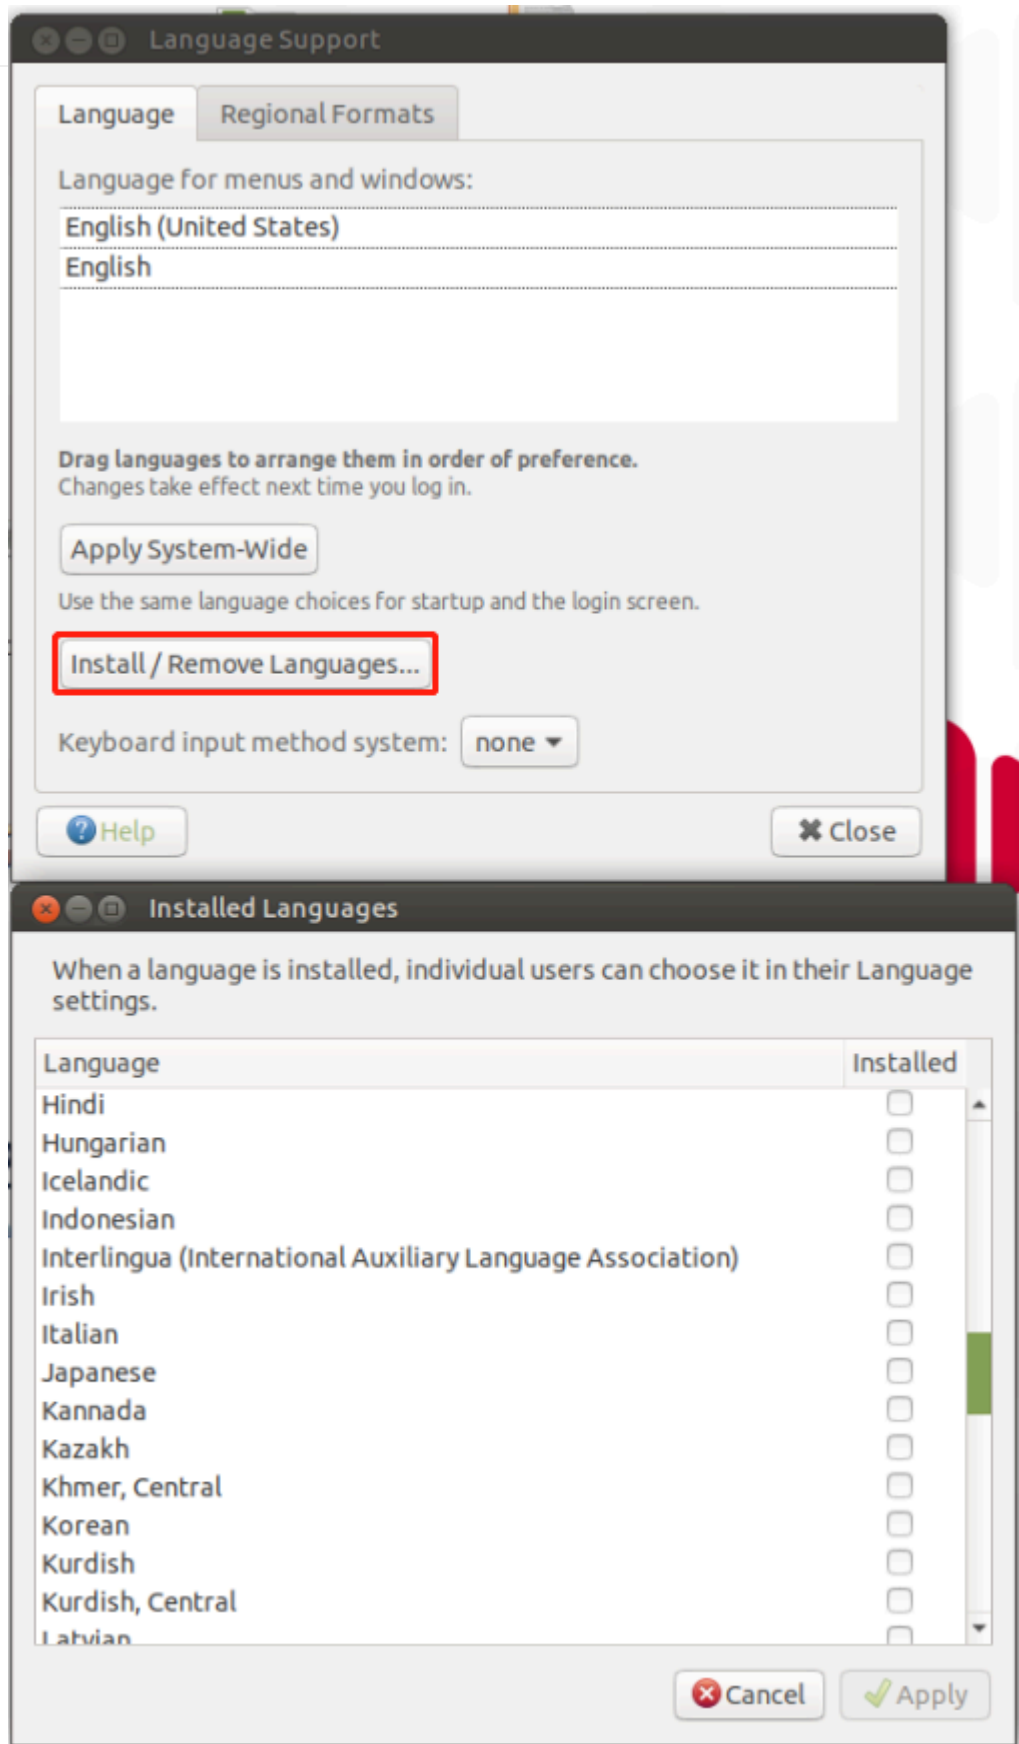 Language Support
Language
Regional Formats
Language for menus and windows:
English (United States)
English
Drag languages to arrange them in order of preference.
Changes take effect next time you log in.
Apply System-Wide
Use the same language choices for startup and the login screen.
Install / Remove Languages...
Keyboard input method system: none
Help
Close
Installed Languages
When a language is installed, individual users can choose it in their Language
settings.
Language
Installed
Hindi
Hungarian
Icelandic
Indonesian
Interlingua (International Auxiliary Language Association)
Irish
Italian
Japanese
Kannada
Kazakh
Khmer, Central
Korean
Kurdish
Kurdish, Central
Latvian
Cancel
Apply